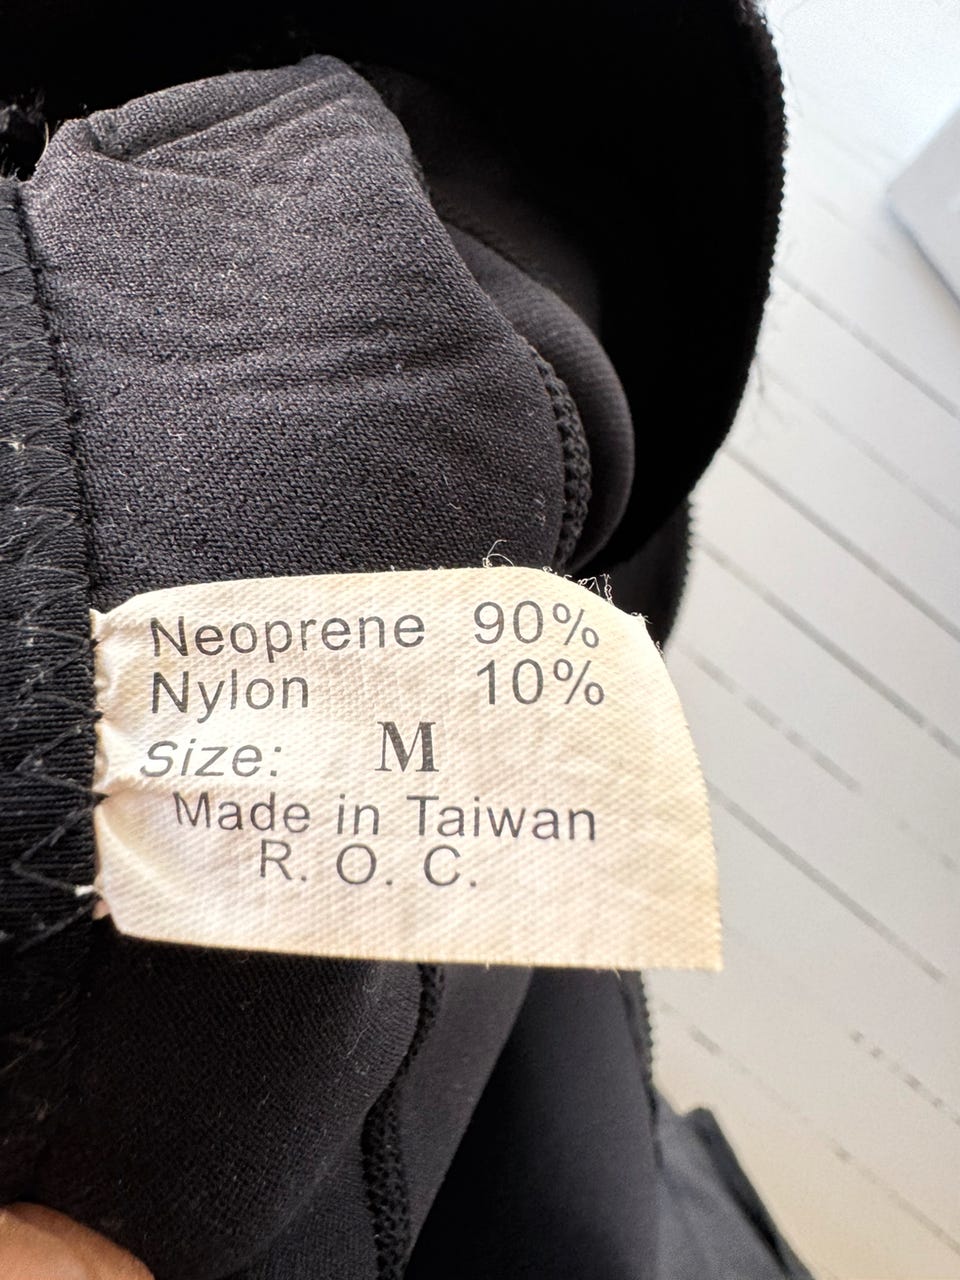 Neoprene 90%
Nylon 10%
Size: M
Made in Taiwan
R. O. C.